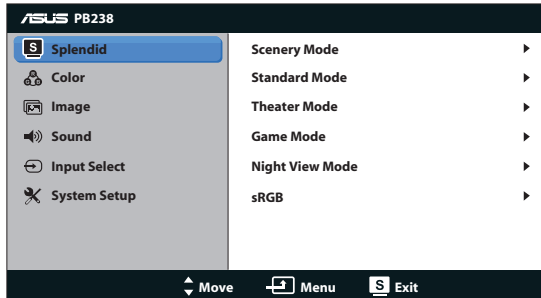 ASUS PB238
S Splendid
Color
Image
Sound
Input Select
System Setup
Scenery Mode
Standard Mode
Theater Mode
Game Mode
Night View Mode
sRGB
Move Menu S Exit